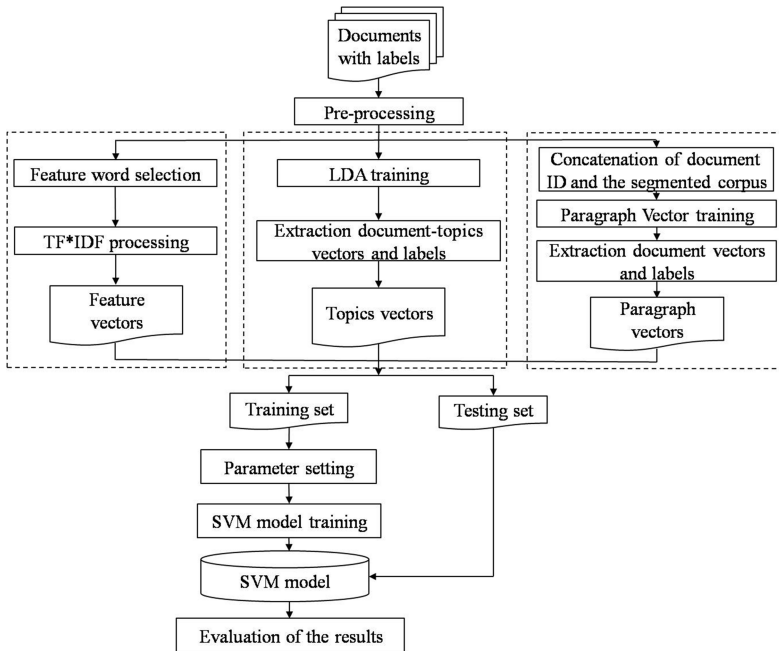 Documents
with labels
Pre-processing
Feature word selection
TF*IDF processing
Feature
vectors
LDA training
Extraction document-topics
vectors and labels
Topics vectors
Concatenation of document
ID and the segmented corpus
Paragraph Vector training
Extraction document vectors
and labels
Paragraph
vectors
Training set
Testing set
Parameter setting
SVM model training
SVM model
Evaluation of the results